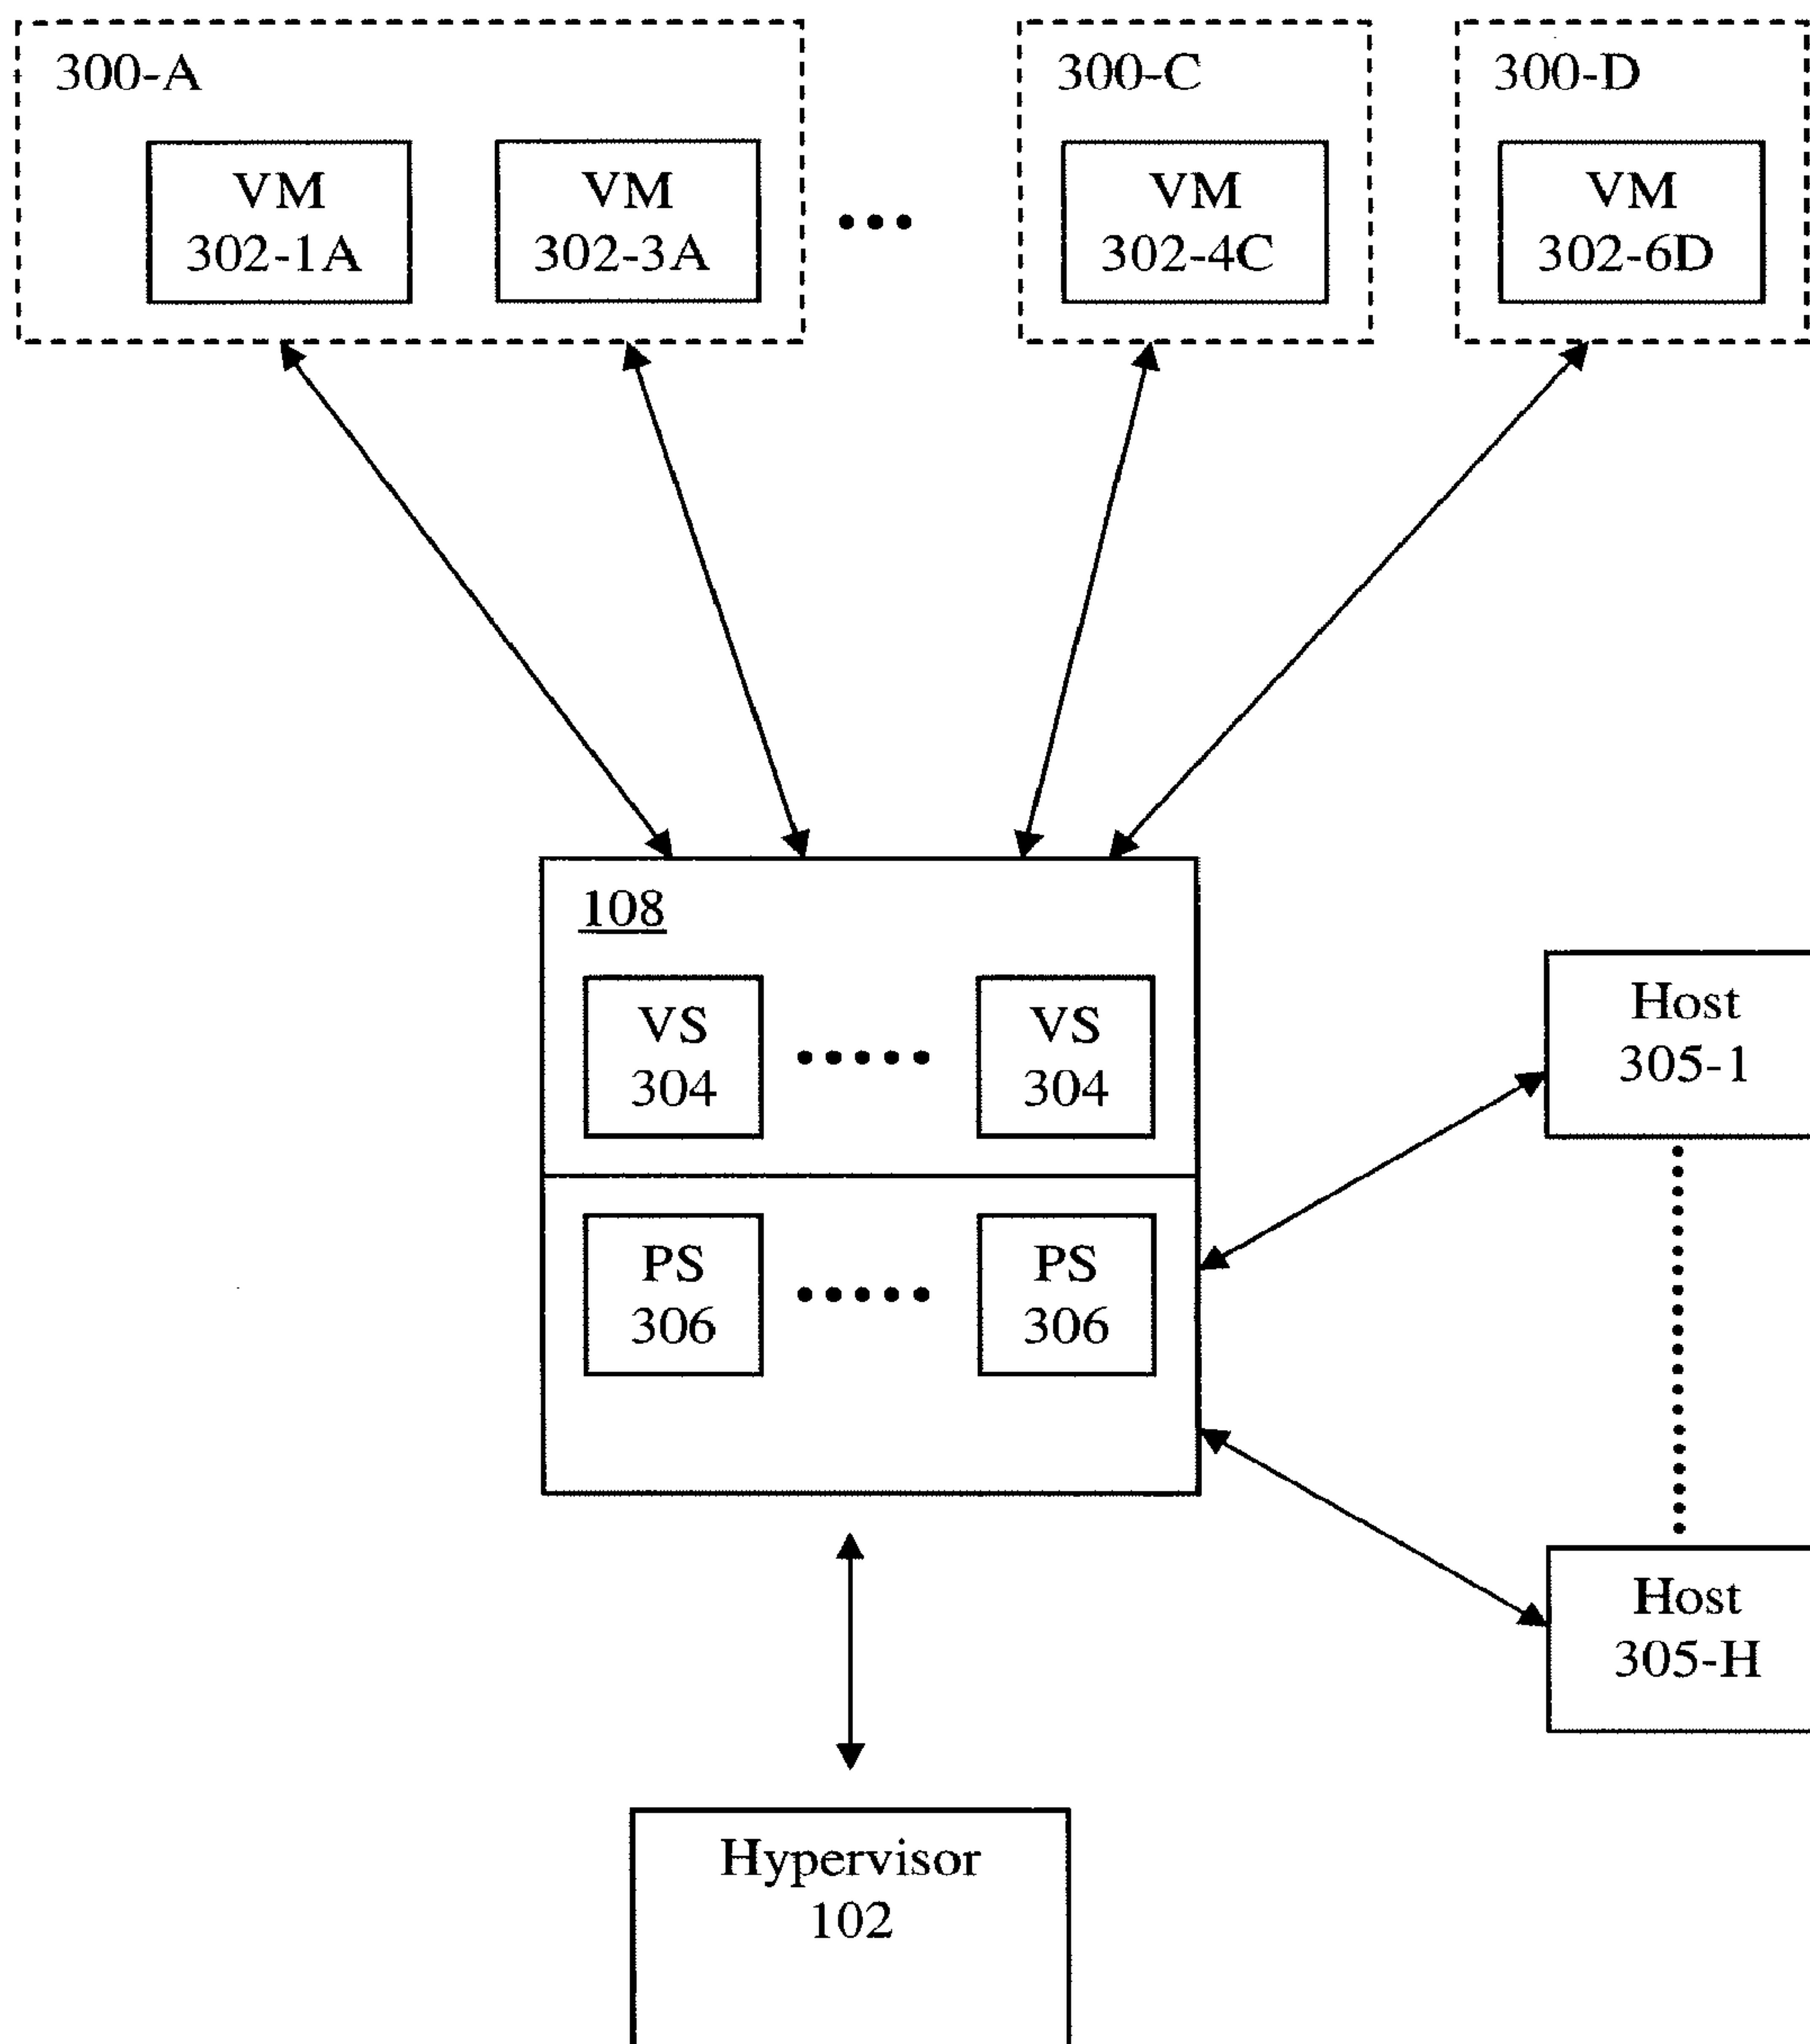 300-A
300-C
300-D
VM
302-1A
VM
302-3A
VM
302-4C
VM
302-6D
108
VS
304
VS
304
Host
305-1
PS
306
PS
306
Host
305-H
Hypervisor
102